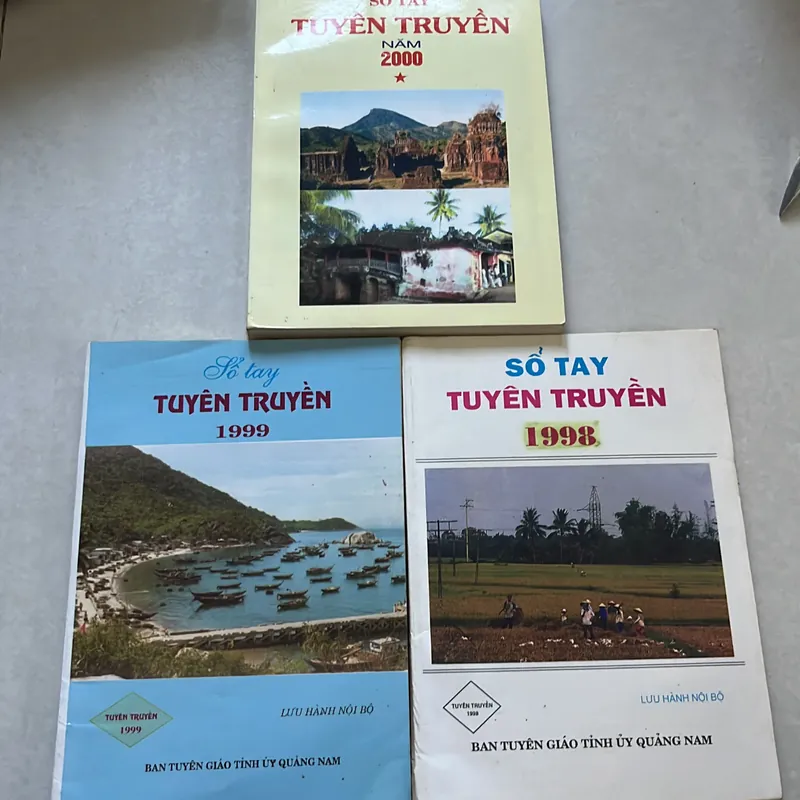 SỔ TAY
TUYÊN TRUYỀN
NĂM
2000
Sổ tay
TUYÊN TRUYỀN
1999
TUYÊN TRUYỀN
1999
LƯU HÀNH NỘI BỘ
BAN TUYÊN GIÁO TỈNH ỦY QUẢNG NAM
SỔ TAY
TUYÊN TRUYỀN
1998
TUYÊN TRUYỀN
1998
LƯU HÀNH NỘI BỘ
BAN TUYÊN GIÁO TỈNH ỦY QUẢNG NAM